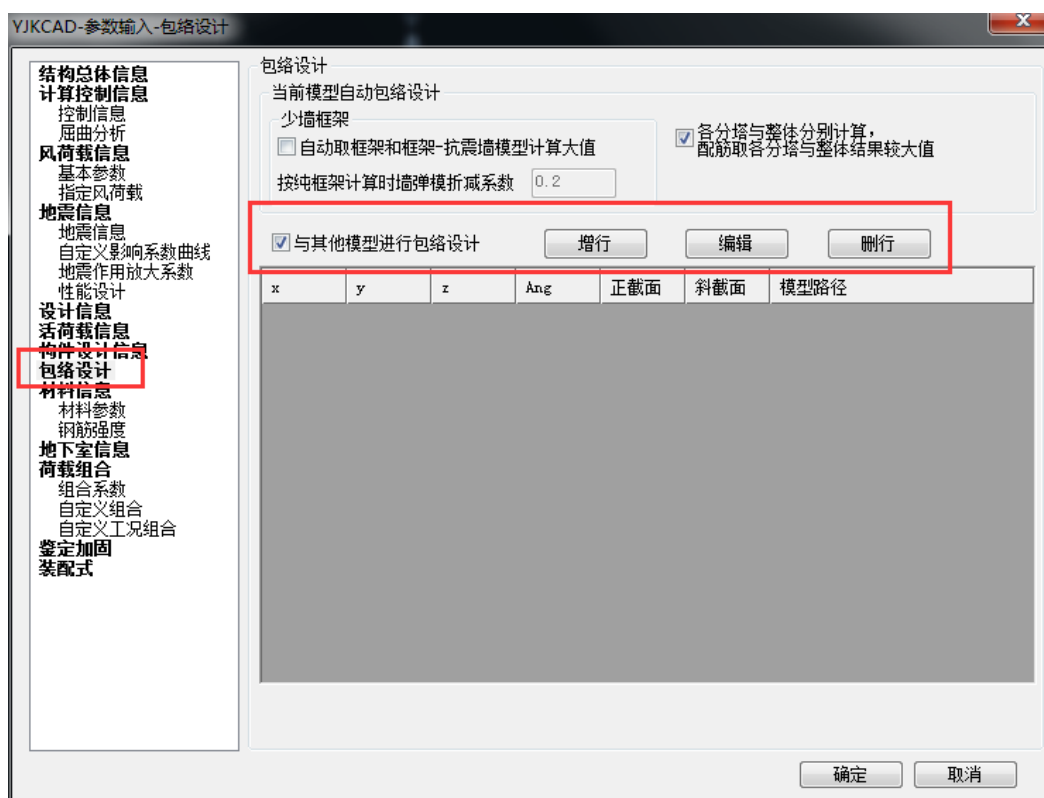 YJKCAD-参数输入-包络设计
结构总体信息
计算控制信息
控制信息
屈曲分析
风荷载信息
基本参数
指定风荷载
地震信息
地震信息
自定义影响系数曲线
地震作用放大系数
性能设计
设计信息
活荷载信息
构件设计信息
包络设计
材料信息
材料参数
钢筋强度
地下室信息
荷载组合
组合系数
自定义组合
自定义工况组合
鉴定加固
装配式
包络设计
当前模型自动包络设计
少墙框架
自动取框架和框架-抗震墙模型计算大值
按纯框架计算时墙弹模折减系数 0.2
各分塔与整体分别计算，
配筋取各分塔与整体结果较大值
与其他模型进行包络设计 增行 编辑 删行
x y z Ang 正截面 斜截面 模型路径
确定 取消